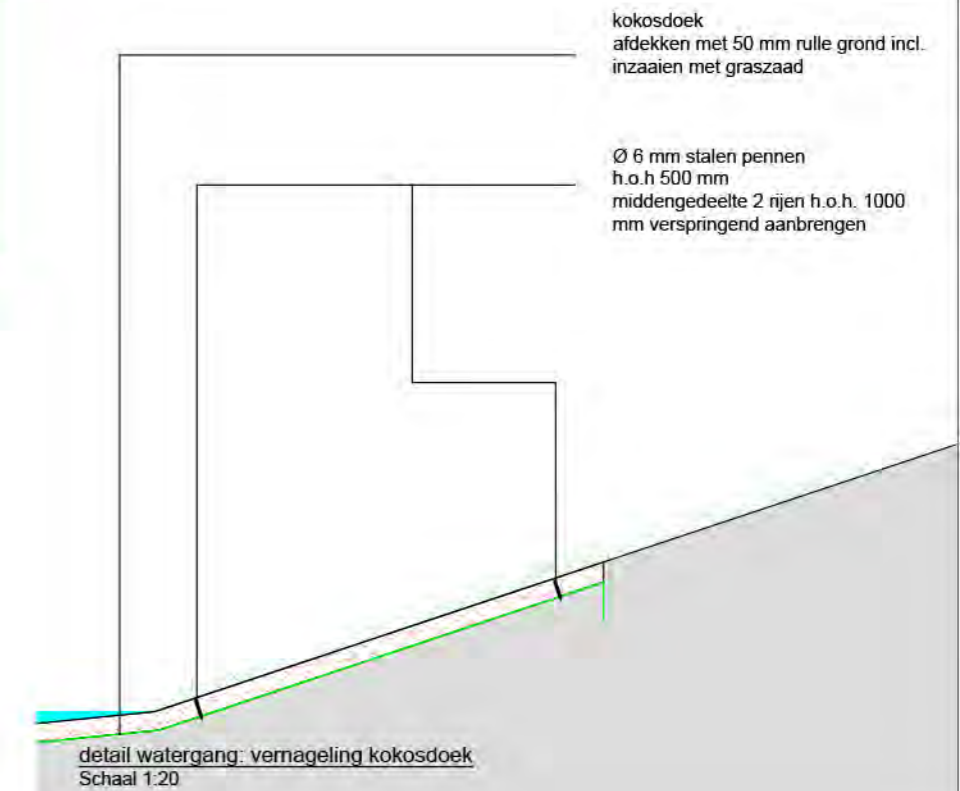 kokosdoek
afdekken met 50 mm rulle grond incl.
inzaaien met graszaad
Ø 6 mm stalen pennen
h.o.h 500 mm
middengedeelte 2 rijen h.o.h. 1000
mm verspringend aanbrengen
detail watergang: vernageling kokosdoek
Schaal 1:20